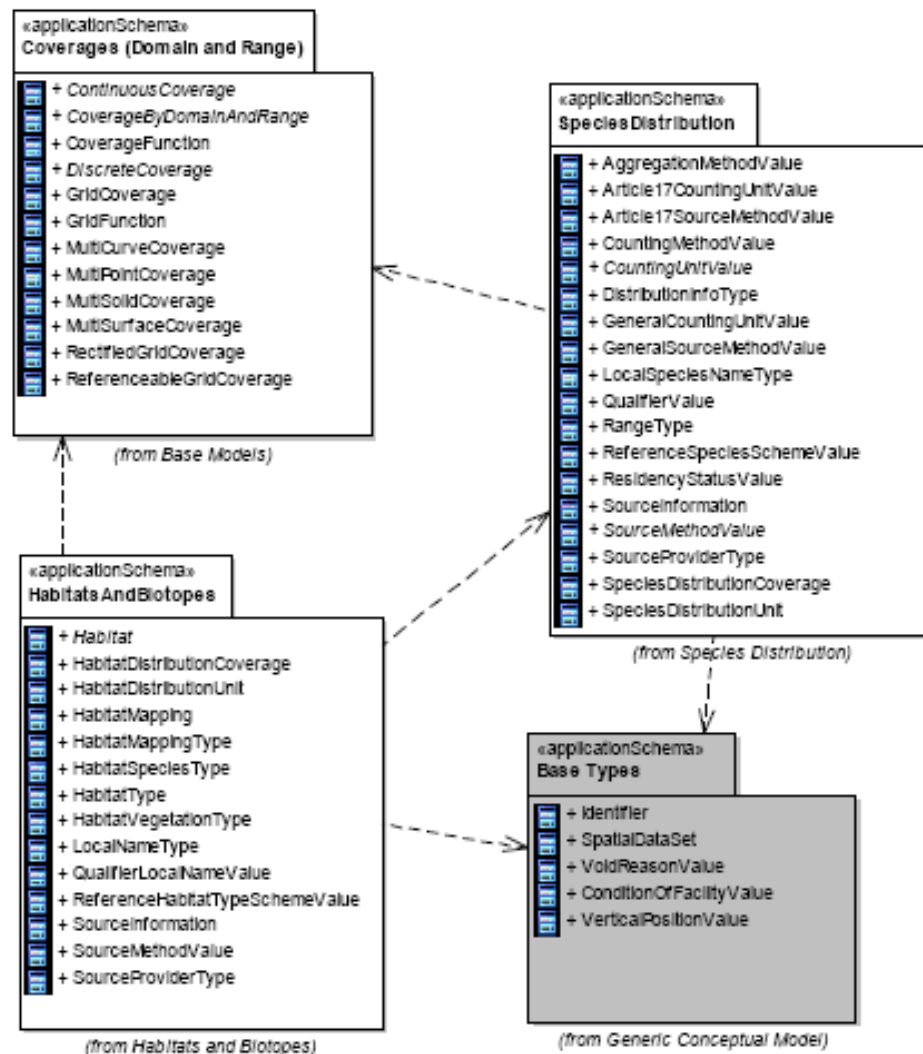 «applicationSchema»
Coverages (Domain and Range)
+ ContinuousCoverage
+ CoverageByDomainAndRange
+ CoverageFunction
+ DiscreteCoverage
+ GridCoverage
+ GridFunction
+ MultiCurveCoverage
+ MultiPointCoverage
+ MultiSolidCoverage
+ MultiSurfaceCoverage
+ RectifiedGridCoverage
+ ReferenceableGridCoverage
(from Base Models)
«applicationSchema»
SpeciesDistribution
+ AggregationMethodValue
+ Article17CountingUnitValue
+ Article17SourceMethodValue
+ CountingMethodValue
+ CountingUnitValue
+ DistributionInfoType
+ GeneralCountingUnitValue
+ GeneralSourceMethodValue
+ LocalSpeciesNameType
+ QualifierValue
+ RangeType
+ ReferenceSpeciesSchemeValue
+ ResidencyStatusValue
+ SourceInformation
+ SourceMethodValue
+ SourceProviderType
+ SpeciesDistributionCoverage
+ SpeciesDistributionUnit
(from Species Distribution)
«applicationSchema»
HabitatsAndBiotopes
+ Habitat
+ HabitatDistributionCoverage
+ HabitatDistributionUnit
+ HabitatMapping
+ HabitatMappingType
+ HabitatSpeciesType
+ HabitatType
+ HabitatVegetationType
+ LocalNameType
+ QualifierLocalNameValue
+ ReferenceHabitatTypeSchemeValue
+ SourceInformation
+ SourceMethodValue
+ SourceProviderType
(from Habitats and Biotopes)
«applicationSchema»
Base Types
+ Identifier
+ SpatialDataSet
+ VoidReasonValue
+ ConditionOfFacilityValue
+ VerticalPositionValue
(from Generic Conceptual Model)